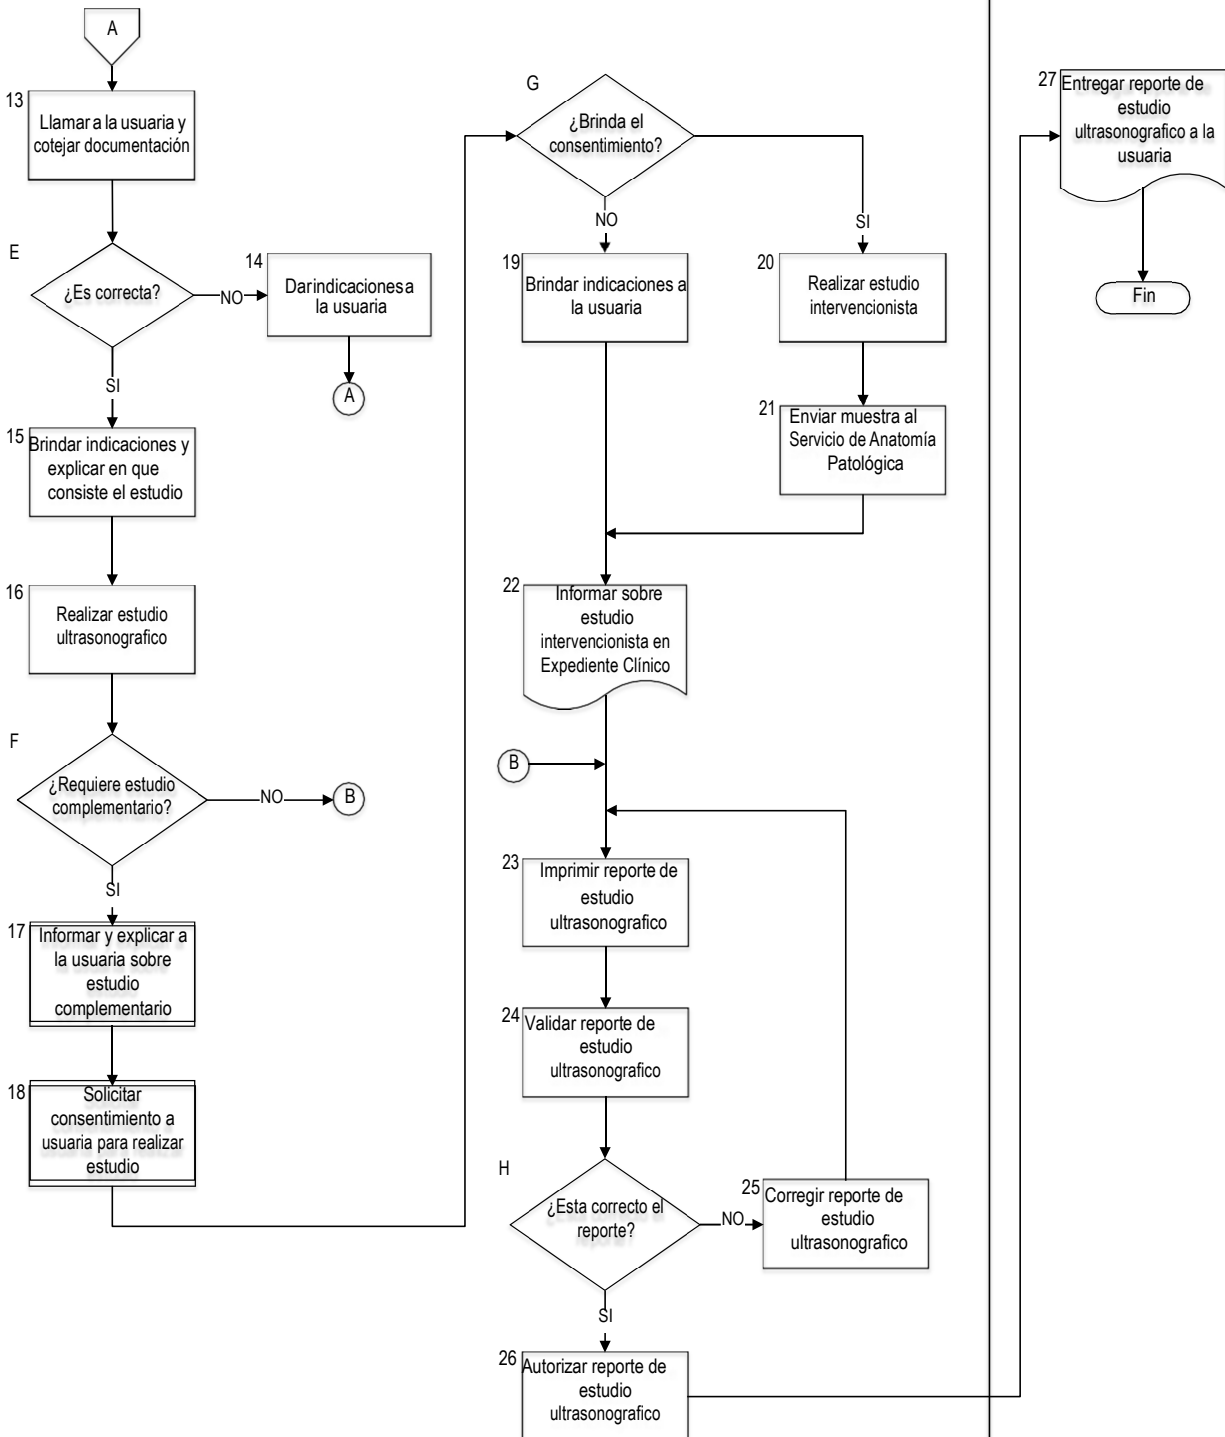 A
13
Llamar a la usuaria y
cotejar documentación
E
¿Es correcta?
NO
14
Darindicaciones a
la usuaria
A
SI
15
Brindar indicaciones y
explicar en que
consiste el estudio
16
Realizar estudio
ultrasonografico
F
¿Requiere estudio
complementario?
NO
B
SI
17
Informar y explicar a
la usuaria sobre
estudio
complementario
18
Solicitar
consentimiento a
usuaria para realizar
estudio
G
¿Brinda el
consentimiento?
NO
SI
19
Brindar indicaciones a
la usuaria
20
Realizar estudio
intervencionista
21
Enviar muestra al
Servicio de Anatomía
Patológica
22
Informar sobre
estudio
intervencionista en
Expediente Clínico
B
23
Imprimir reporte de
estudio
ultrasonografico
24
Validar reporte de
estudio
ultrasonografico
H
¿Esta correcto el
reporte?
NO
25
Corregir reporte de
estudio
ultrasonografico
SI
26
Autorizar reporte de
estudio
ultrasonografico
27
Entregar reporte de
estudio
ultrasonografico a la
usuaria
Fin